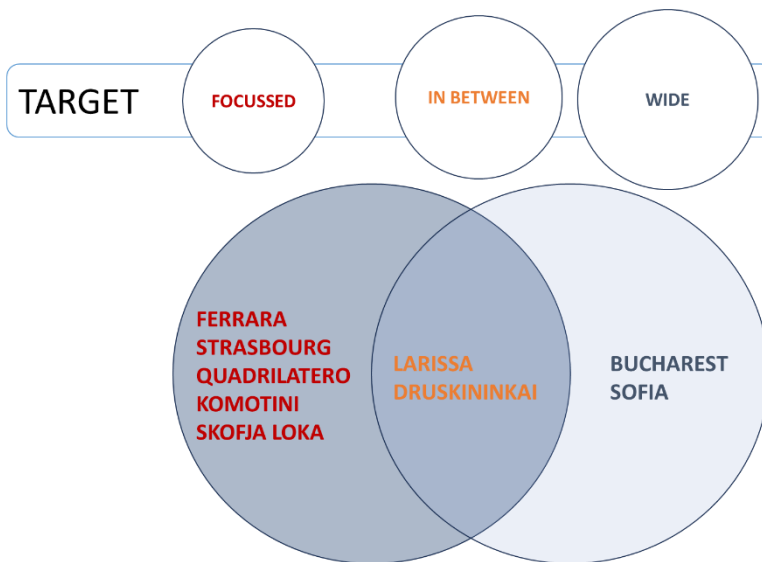 TARGET
FOCUSSED
IN BETWEEN
WIDE
FERRARA
STRASBOURG
QUADRILATERO
KOMOTINI
SKOFJA LOKA
LARISSA
DRUSKININKAI
BUCHAREST
SOFIA